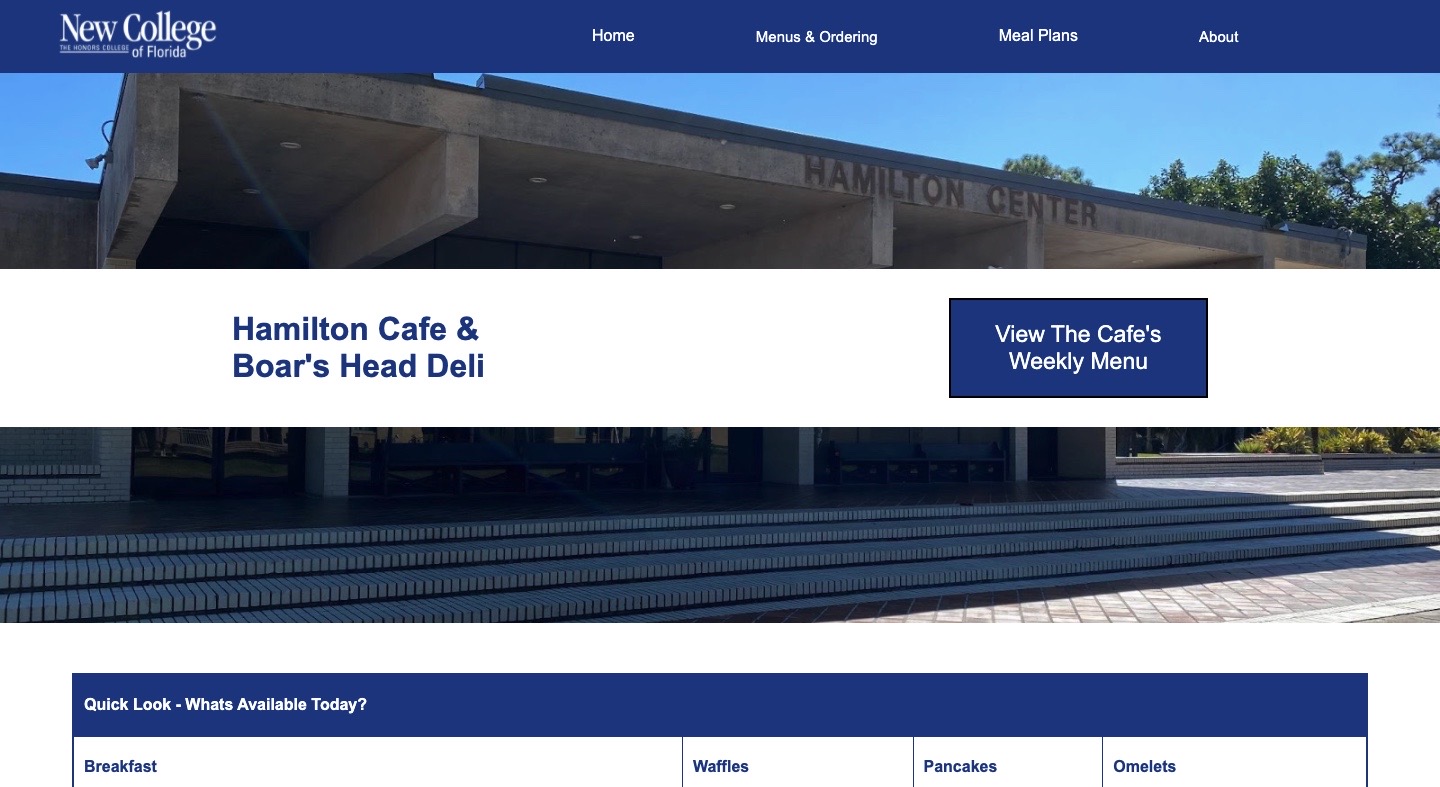 New College
THE HONORS COLLEGE of Florida
Home
Menus & Ordering
Meal Plans
About
HAMILTON CENTER
Hamilton Cafe &
Boar's Head Deli
View The Cafe's
Weekly Menu
Quick Look - Whats Available Today?
Breakfast
Waffles
Pancakes
Omelets